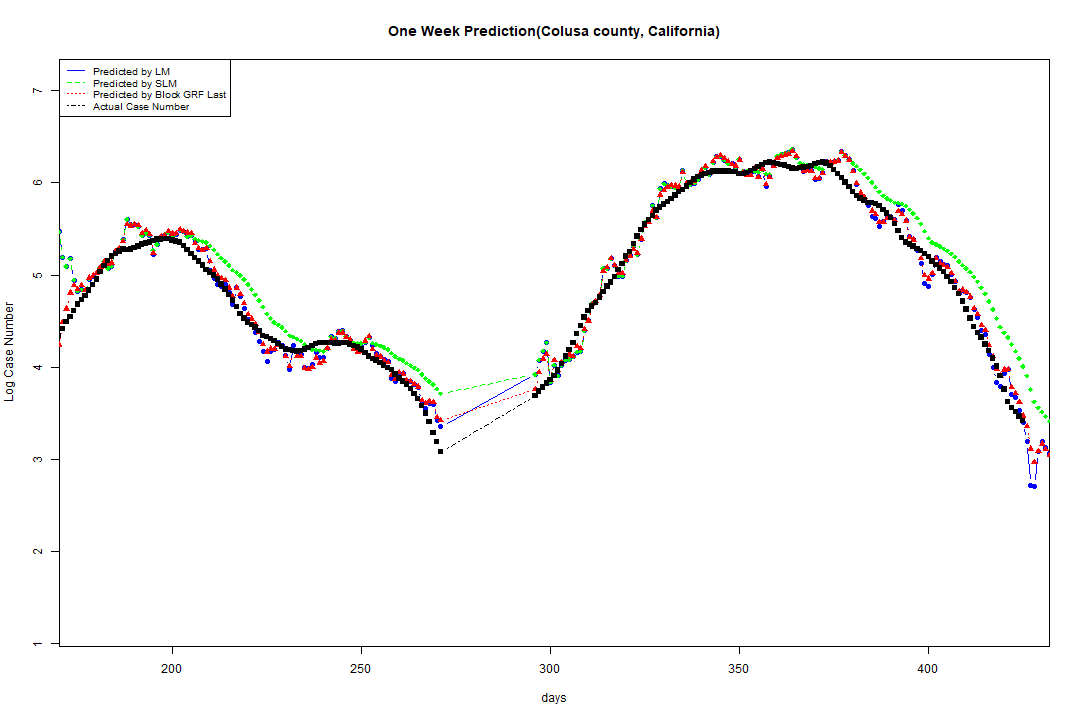 One Week Prediction(Colusa county, California)
Predicted by LM
Predicted by SLM
Predicted by Block GRF Last
Actual Case Number
Log Case Number
7
6
5
4
3
2
1
200 250 300 350 400
days